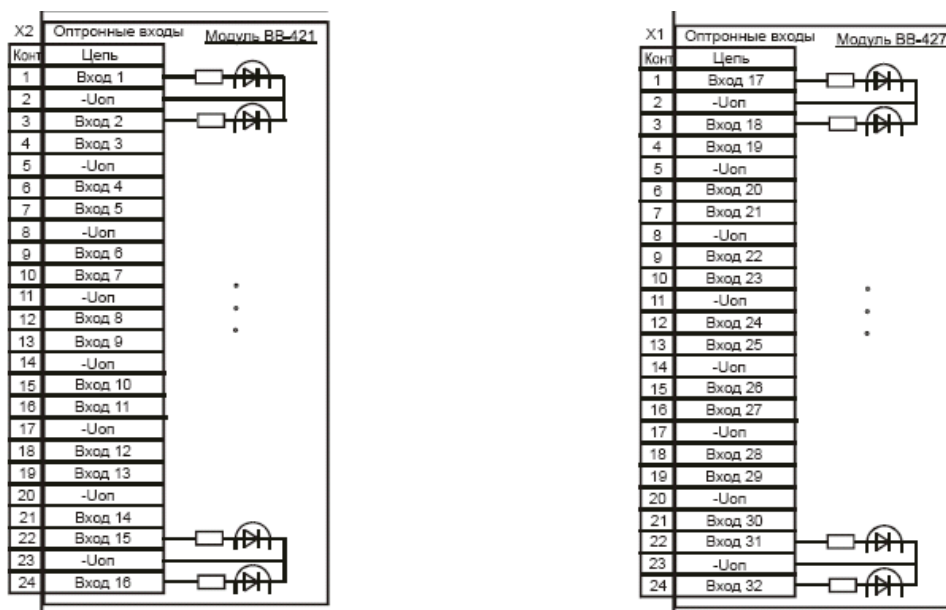 X2 Оптронные входы Модуль ВВ-421
Конт Цепь
1 Вход 1
2 -Uоп
3 Вход 2
4 Вход 3
5 -Uоп
6 Вход 4
7 Вход 5
8 -Uоп
9 Вход 6
10 Вход 7
11 -Uоп
12 Вход 8
13 Вход 9
14 -Uоп
15 Вход 10
16 Вход 11
17 -Uоп
18 Вход 12
19 Вход 13
20 -Uоп
21 Вход 14
22 Вход 15
23 -Uоп
24 Вход 16
X1 Оптронные входы Модуль ВВ-427
Конт Цепь
1 Вход 17
2 -Uоп
3 Вход 18
4 Вход 19
5 -Uоп
6 Вход 20
7 Вход 21
8 -Uоп
9 Вход 22
10 Вход 23
11 -Uоп
12 Вход 24
13 Вход 25
14 -Uоп
15 Вход 26
16 Вход 27
17 -Uоп
18 Вход 28
19 Вход 29
20 -Uоп
21 Вход 30
22 Вход 31
23 -Uоп
24 Вход 32